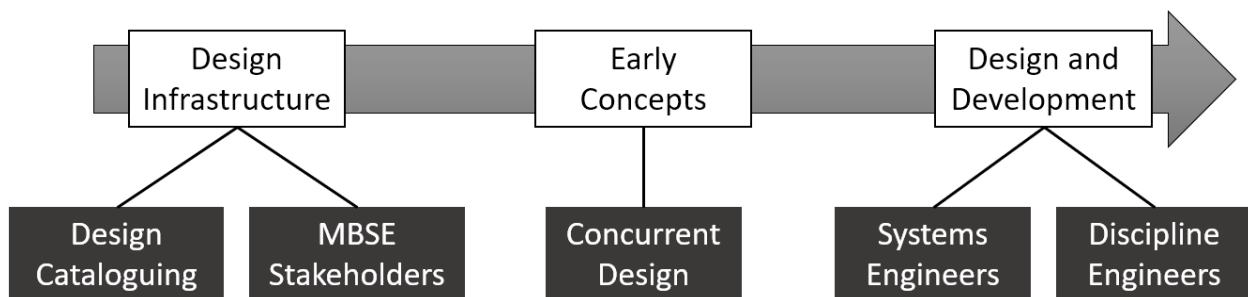 Design
Infrastructure
Early
Concepts
Design and
Development
Design
Cataloguing
MBSE
Stakeholders
Concurrent
Design
Systems
Engineers
Discipline
Engineers